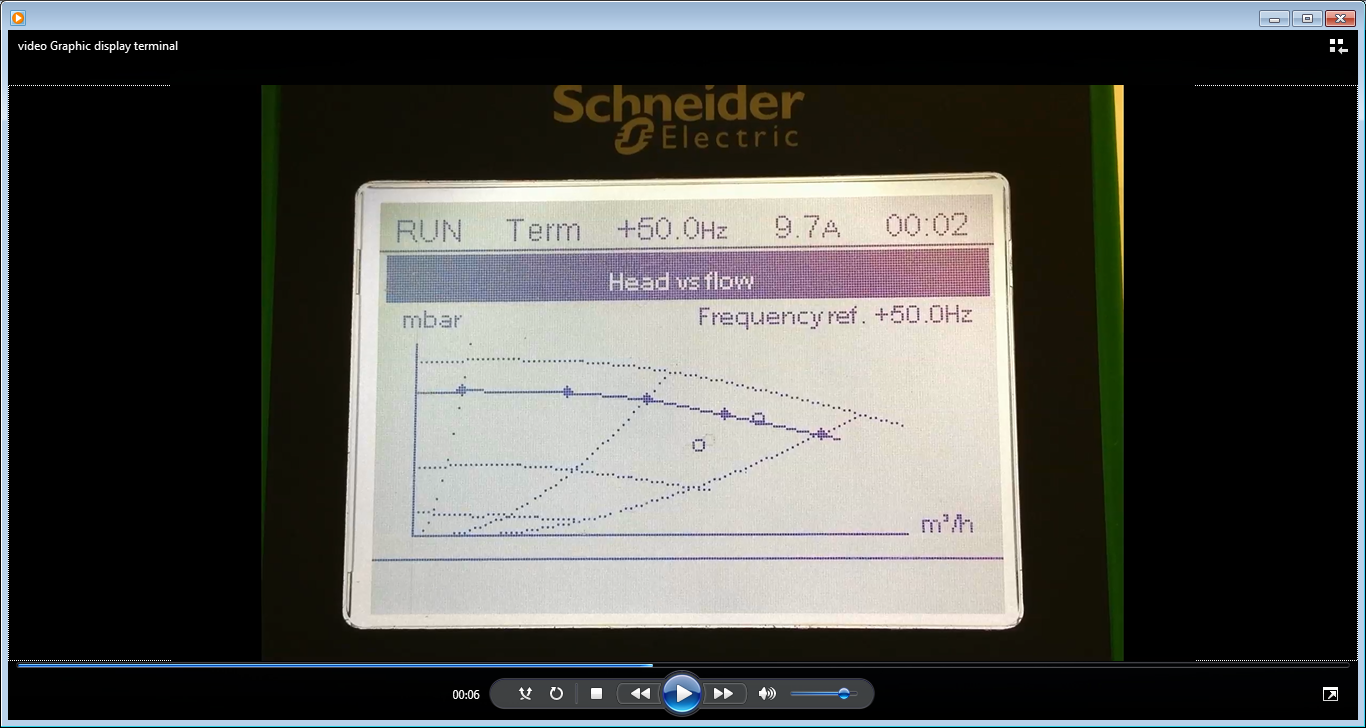 video Graphic display terminal
Schneider
Electric
RUN Term +50.0Hz 9.7A 00:02
Head vs flow
mbar Frequency ref. +50.0Hz
m³/h
00:06